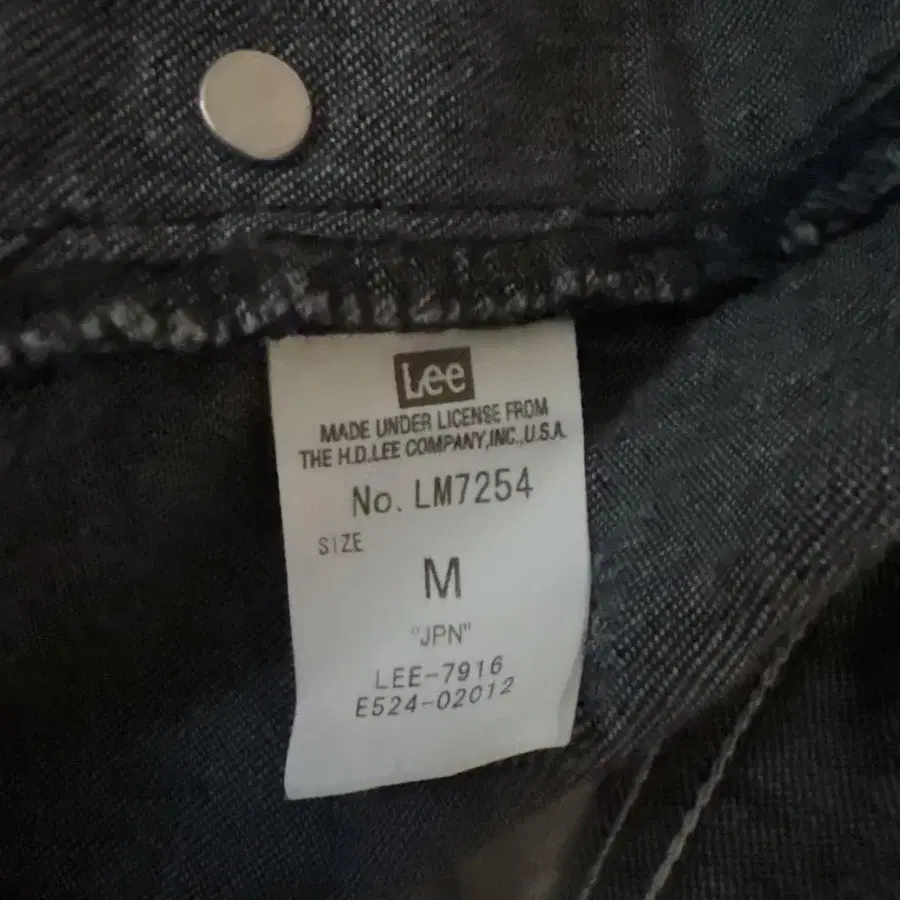 Lee
MADE UNDER LICENSE FROM
THE H.D.LEE COMPANY,INC.,U.S.A.
No. LM7254
SIZE
M
"JPN"
LEE-7916
E524-02012